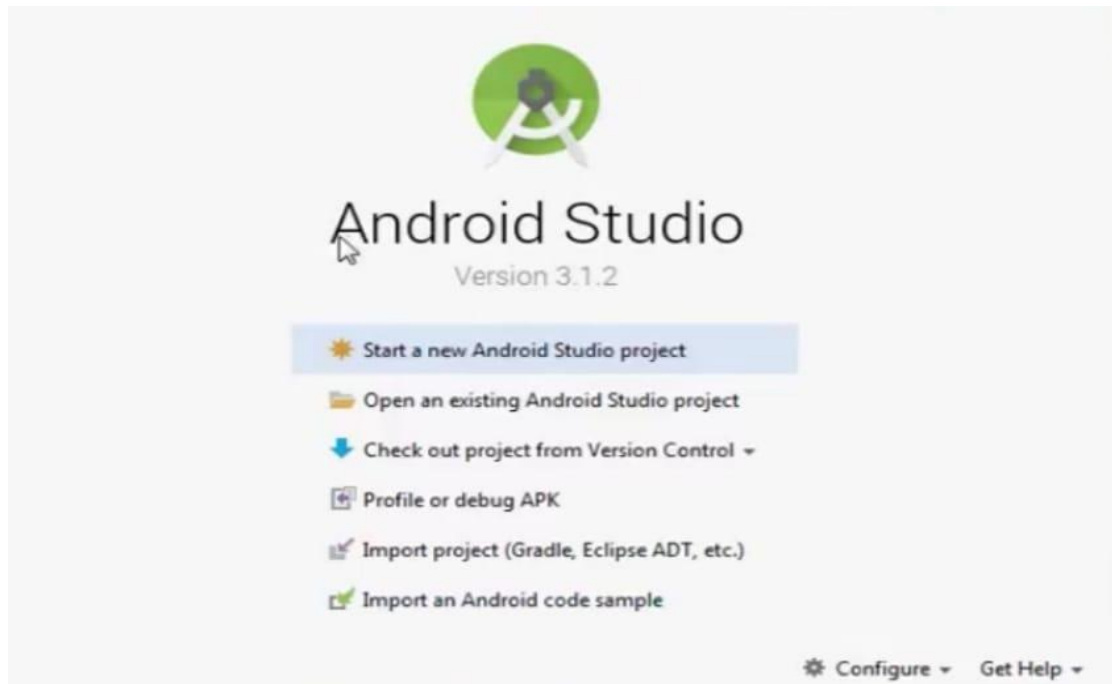 Android Studio
Version 3.1.2
Start a new Android Studio project
Open an existing Android Studio project
Check out project from Version Control
Profile or debug APK
Import project (Gradle, Eclipse ADT, etc.)
Import an Android code sample
Configure Get Help